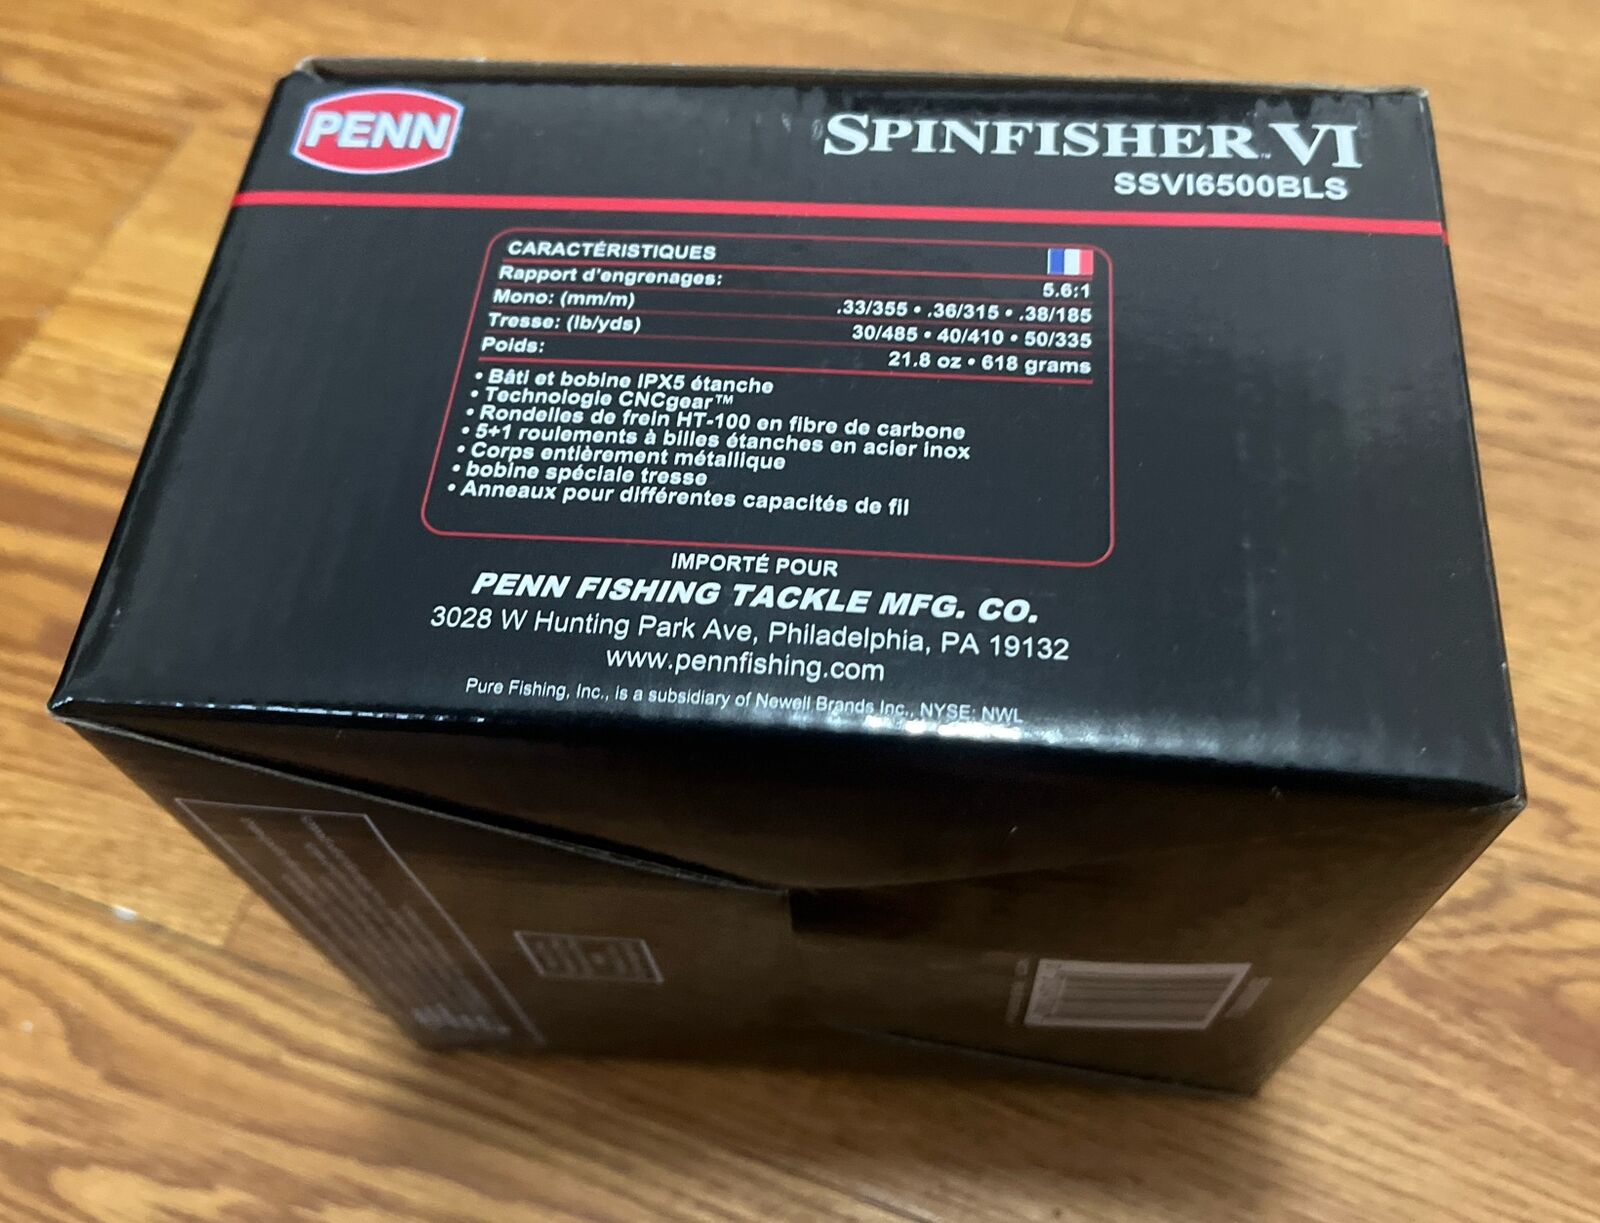 PENN
SPINFISHER™ VI
SSVI6500BLS
CARACTÉRISTIQUES
Rapport d'engrenages: 5.6:1
Mono: (mm/m) .33/355 • .36/315 • .38/185
Tresse: (lb/yds) 30/485 • 40/410 • 50/335
Poids: 21.8 oz • 618 grams
• Bâti et bobine IPX5 étanche
• Technologie CNCgear™
• Rondelles de frein HT-100 en fibre de carbone
• 5+1 roulements à billes étanches en acier inox
• Corps entièrement métallique
• bobine spéciale tresse
• Anneaux pour différentes capacités de fil
IMPORTÉ POUR
PENN FISHING TACKLE MFG. CO.
3028 W Hunting Park Ave, Philadelphia, PA 19132
www.pennfishing.com
Pure Fishing, Inc., is a subsidiary of Newell Brands Inc., NYSE: NWL